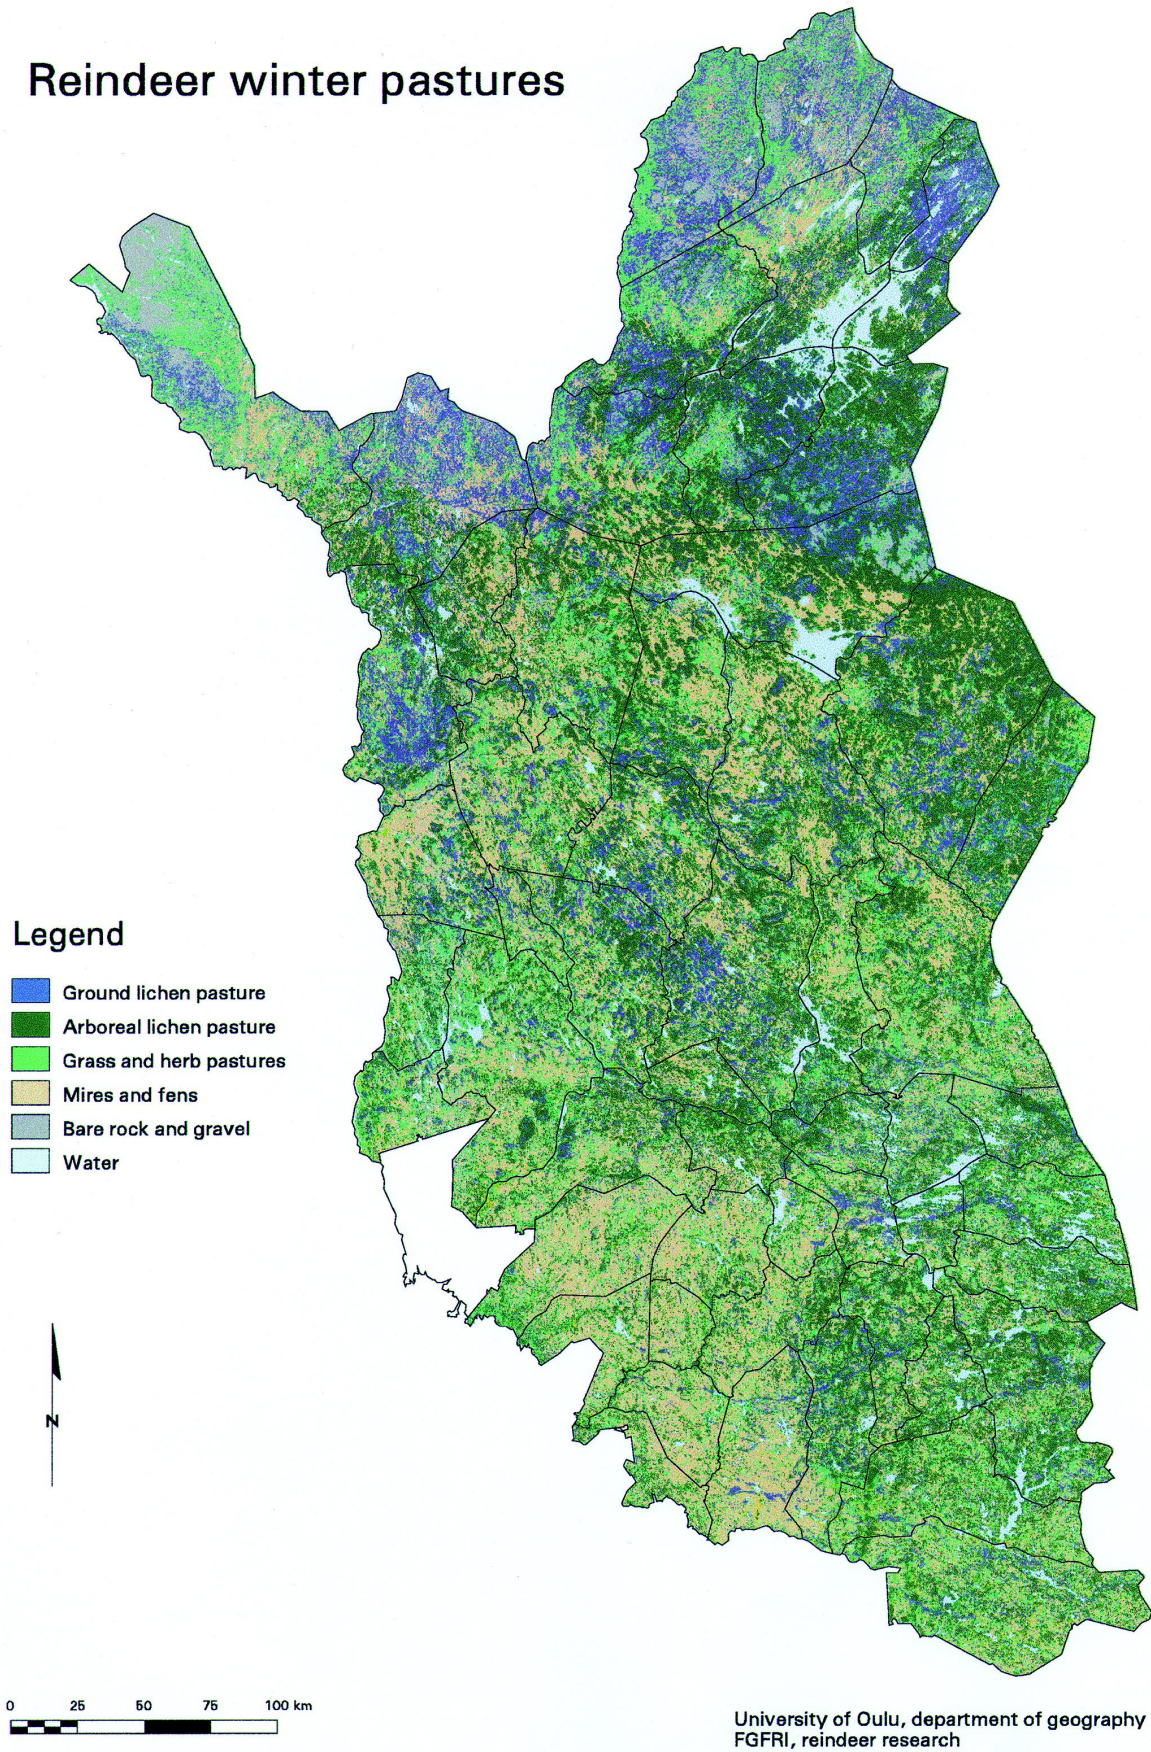 Reindeer winter pastures
Legend
Ground lichen pasture
Arboreal lichen pasture
Grass and herb pastures
Mires and fens
Bare rock and gravel
Water
N
0 25 50 75 100 km
University of Oulu, department of geography
FGFRI, reindeer research